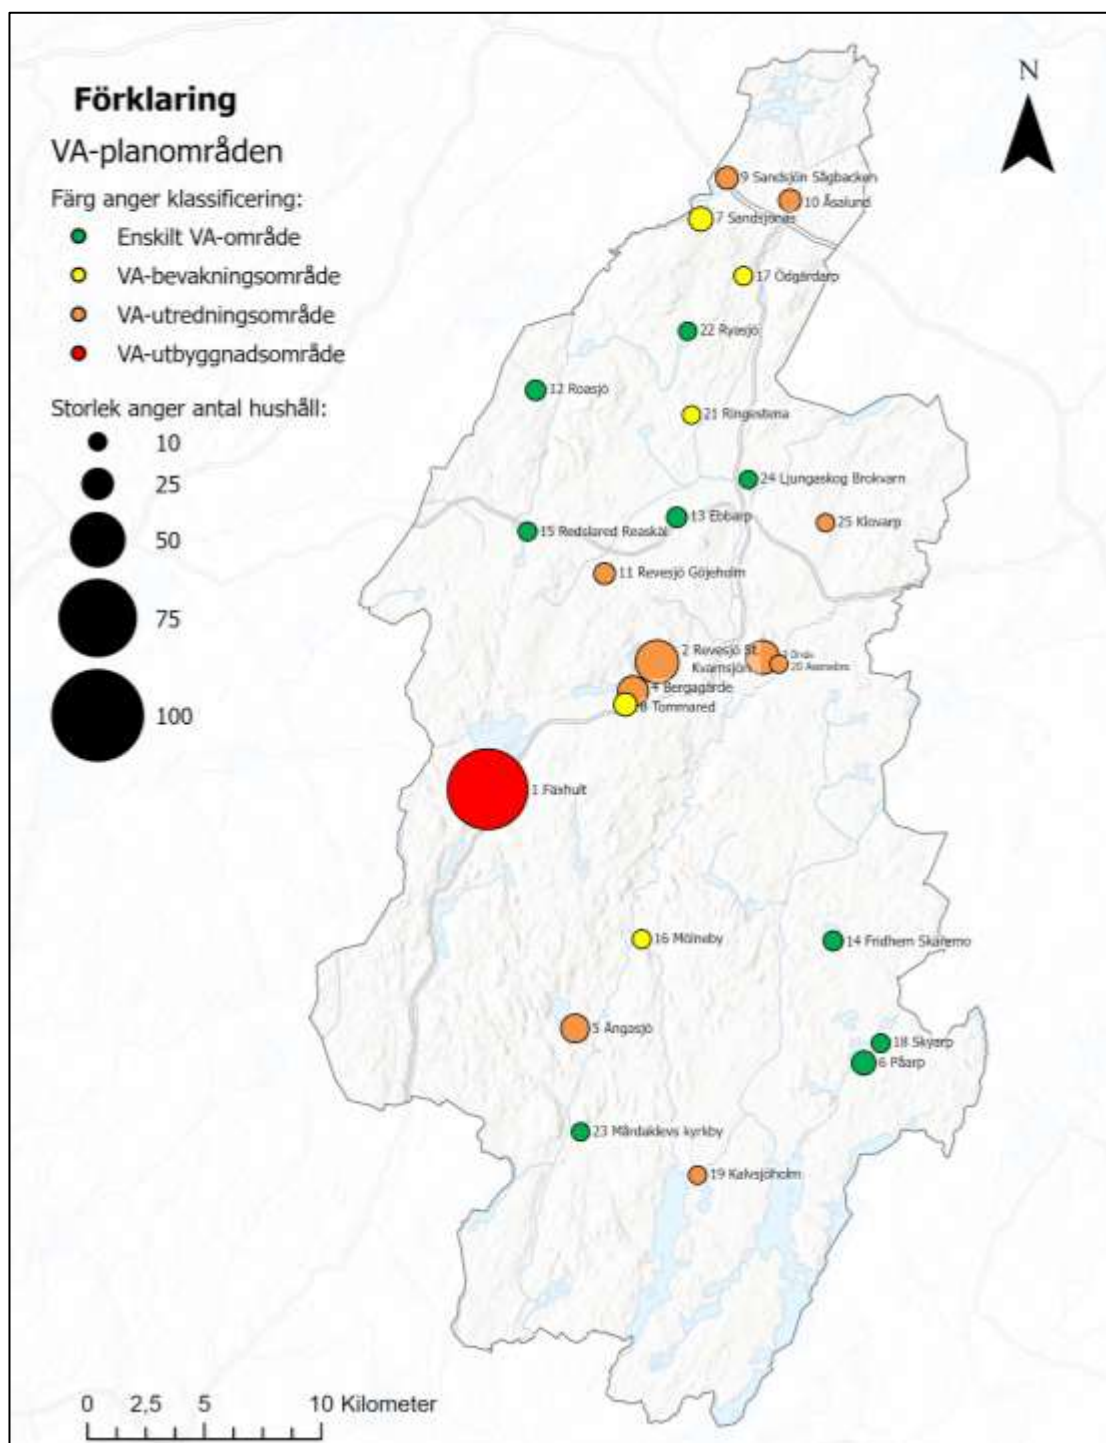 Förklaring
VA-planområden
Färg anger klassificering:
Enskilt VA-område
VA-bevakningsområde
VA-utredningsområde
VA-utbyggnadsområde
Storlek anger antal hushåll:
10
25
50
75
100
N
9 Sandsjön Sågbacken
10 Åsalund
7 Sandsjönäs
17 Ödgärdarp
22 Ryasjö
12 Roasjö
21 Ringestena
24 Ljungaskog Brokvarn
13 Ebbarp
25 Klovarp
15 Redslared Reaskäl
11 Revesjö Göjeholm
2 Revesjö St.
Kvarnsjön
3
20
4 Bergagärde
8 Tommared
1 Faxhult
16 Mölneby
14 Fridhem Skäremo
5 Ängasjö
18 Skyarp
6 Påarp
23 Mårdaklevs kyrkby
19 Kalvsjöholm
0 2,5 5 10 Kilometer